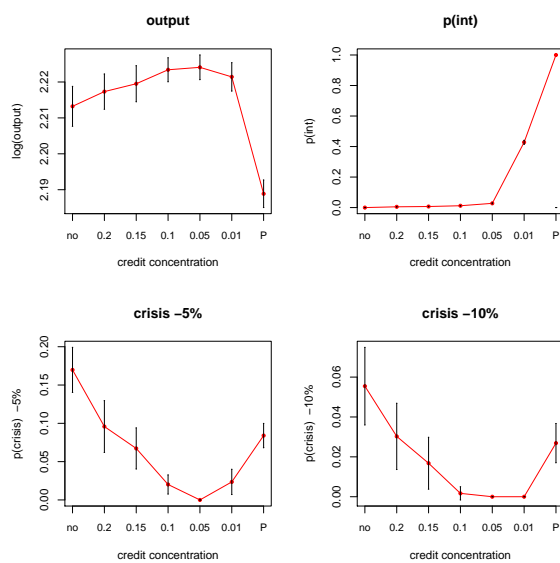 output
log(output)
2.19 2.20 2.21 2.22
no 0.2 0.15 0.1 0.05 0.01 P
credit concentration
p(int)
p(int)
0.0 0.2 0.4 0.6 0.8 1.0
no 0.2 0.15 0.1 0.05 0.01 P
credit concentration
crisis −5%
p(crisis) −5%
0.00 0.05 0.10 0.15 0.20
no 0.2 0.15 0.1 0.05 0.01 P
credit concentration
crisis −10%
p(crisis) −10%
0.00 0.02 0.04 0.06
no 0.2 0.15 0.1 0.05 0.01 P
credit concentration